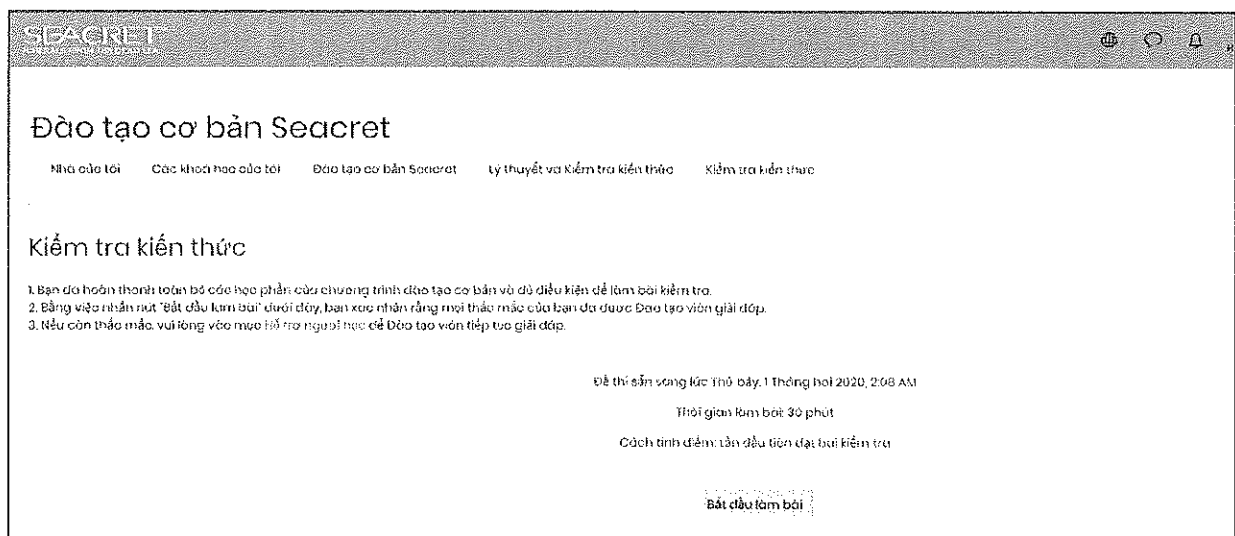 SEACRET
Đào tạo cơ bản Seacret
Nhà của tôi Các khoá học của tôi Đào tạo cơ bản Seacret Lý thuyết và Kiểm tra kiến thức Kiểm tra kiến thức
Kiểm tra kiến thức
1. Bạn đã hoàn thành toàn bộ các học phần của chương trình đào tạo cơ bản và đủ điều kiện để làm bài kiểm tra.
2. Bằng việc nhấn nút "Bắt đầu làm bài" dưới đây, bạn xác nhận rằng mọi thắc mắc của bạn đã được Đào tạo viên giải đáp.
3. Nếu còn thắc mắc, vui lòng vào mục Hỗ trợ người học để Đào tạo viên tiếp tục giải đáp.
Đề thi sẵn sàng lúc Thứ bảy, 1 Tháng hai 2020, 2:08 AM
Thời gian làm bài: 30 phút
Cách tính điểm: Lần đầu tiên đạt bài kiểm tra
Bắt đầu làm bài